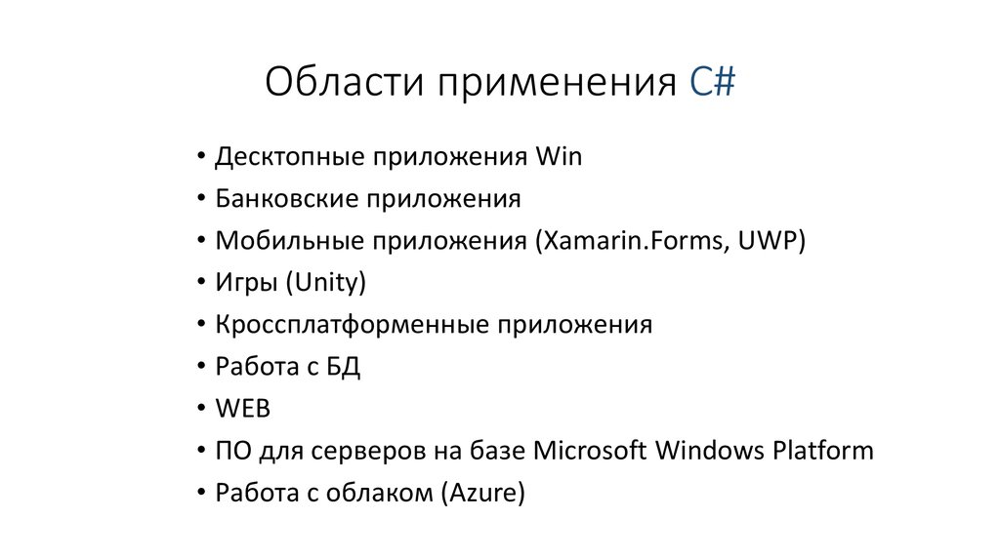 Области применения C#
• Десктопные приложения Win
• Банковские приложения
• Мобильные приложения (Xamarin.Forms, UWP)
• Игры (Unity)
• Кроссплатформенные приложения
• Работа с БД
• WEB
• ПО для серверов на базе Microsoft Windows Platform
• Работа с облаком (Azure)